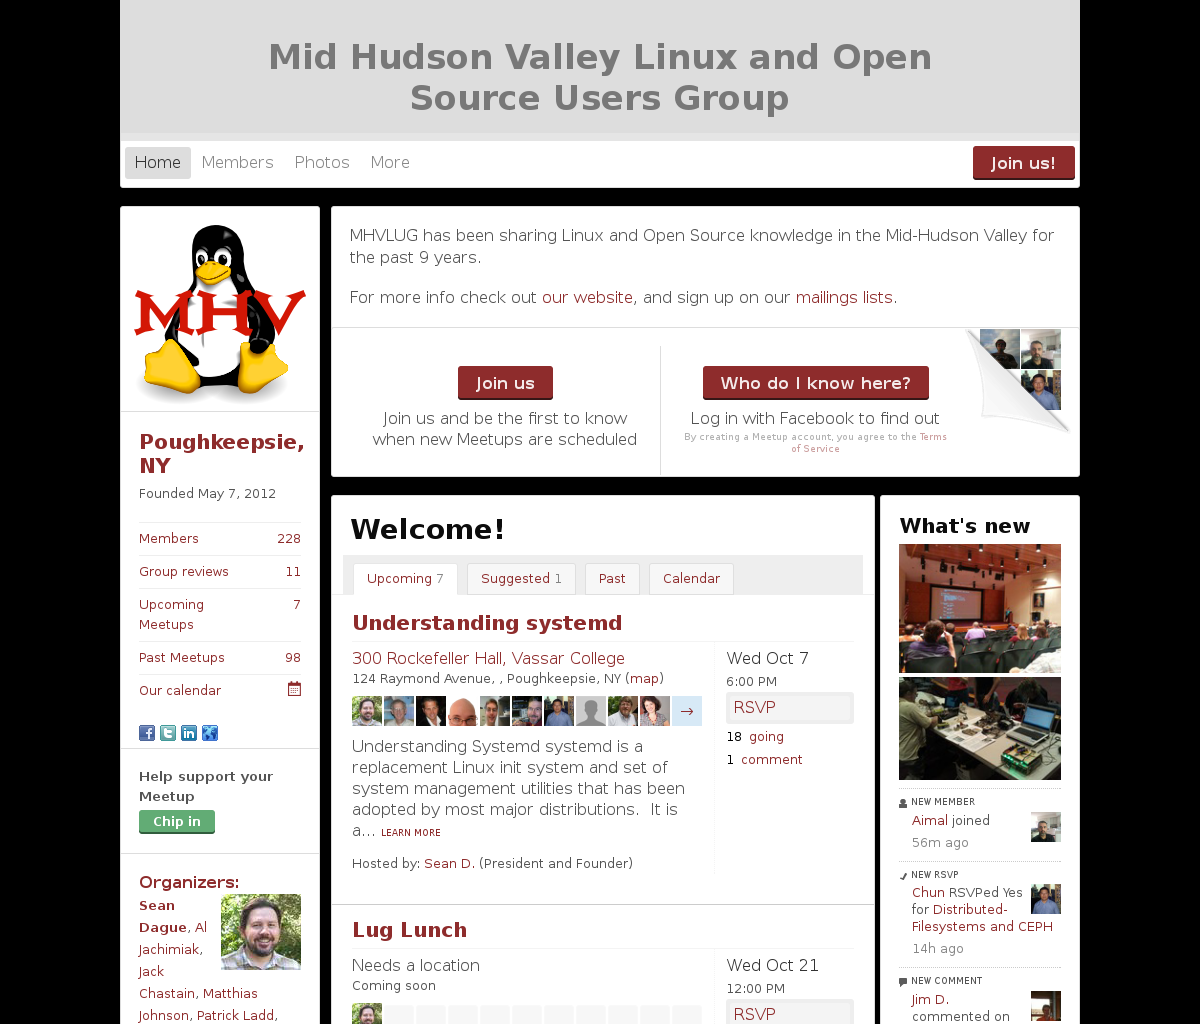 Mid Hudson Valley Linux and Open
Source Users Group
Home Members Photos More Join us!
MHV
Poughkeepsie,
NY
Founded May 7, 2012
Members 228
Group reviews 11
Upcoming 7
Meetups
Past Meetups 98
Our calendar
Help support your
Meetup
Chip in
Organizers:
Sean
Dague, Al
Jachimiak,
Jack
Chastain, Matthias
Johnson, Patrick Ladd,
MHVLUG has been sharing Linux and Open Source knowledge in the Mid-Hudson Valley for
the past 9 years.
For more info check out our website, and sign up on our mailings lists.
Join us
Join us and be the first to know
when new Meetups are scheduled
Who do I know here?
Log in with Facebook to find out
By creating a Meetup account, you agree to the Terms
of Service
Welcome!
Upcoming 7 Suggested 1 Past Calendar
Understanding systemd
300 Rockefeller Hall, Vassar College
124 Raymond Avenue, , Poughkeepsie, NY (map)
→
Understanding Systemd systemd is a
replacement Linux init system and set of
system management utilities that has been
adopted by most major distributions.  It is
a... LEARN MORE
Hosted by: Sean D. (President and Founder)
Wed Oct 7
6:00 PM
RSVP
18 going
1 comment
Lug Lunch
Needs a location
Coming soon
Wed Oct 21
12:00 PM
RSVP
What's new
NEW MEMBER
Aimal joined
56m ago
NEW RSVP
Chun RSVPed Yes
for Distributed-
Filesystems and CEPH
14h ago
NEW COMMENT
Jim D.
commented on